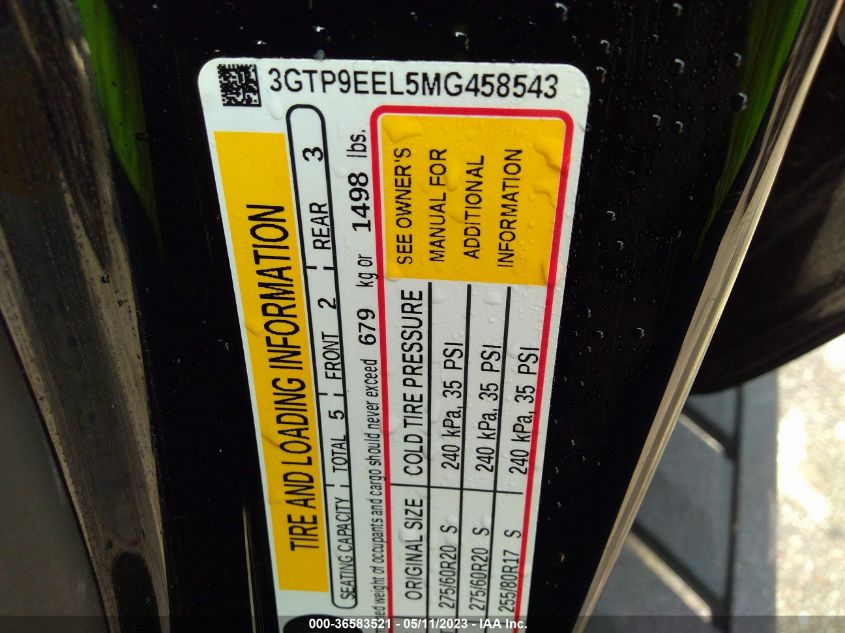 3GTP9EEL5MG458543
TIRE AND LOADING INFORMATION
SEATING CAPACITY TOTAL 5 FRONT 2 REAR 3
weight of occupants and cargo should never exceed 679 kg or 1498 lbs.
ORIGINAL SIZE COLD TIRE PRESSURE
275/60R20 S 240 kPa, 35 PSI
275/60R20 S 240 kPa, 35 PSI
255/80R17 S 240 kPa, 35 PSI
SEE OWNER'S
MANUAL FOR
ADDITIONAL
INFORMATION
000-36583521 - 05/11/2023 - IAA Inc.